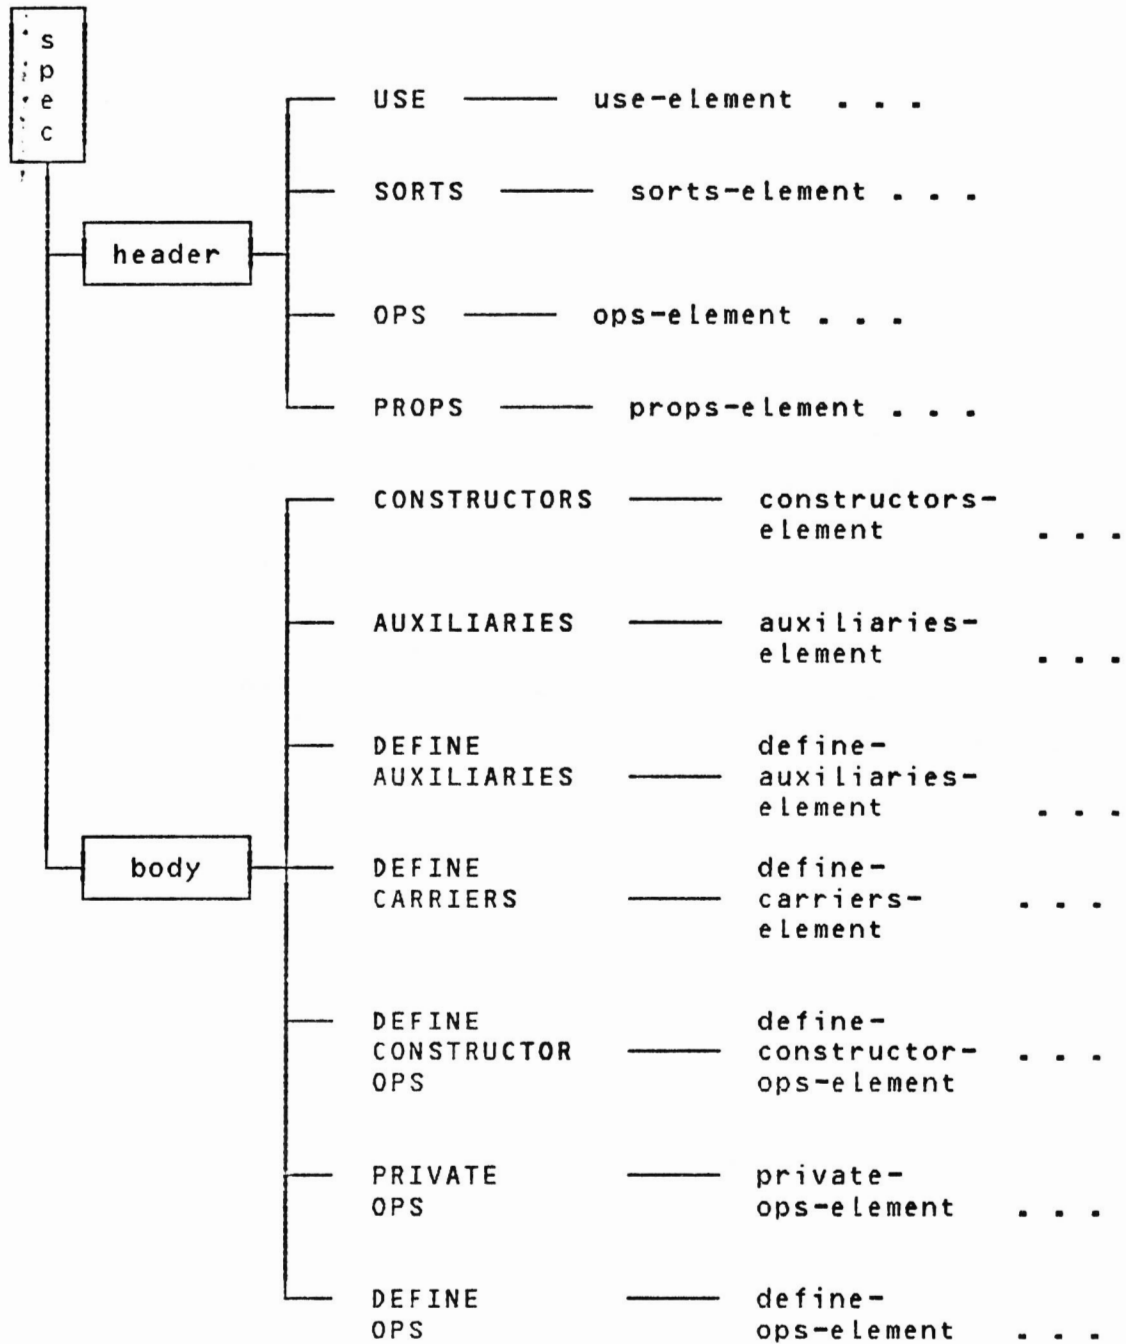 spec
USE use-element . . .
SORTS sorts-element . . .
header
OPS ops-element . . .
PROPS props-element . . .
CONSTRUCTORS constructors-
element . . .
AUXILIARIES auxiliaries-
element . . .
DEFINE define-
AUXILIARIES auxiliaries-
element . . .
body
DEFINE define-
CARRIERS carriers- . . .
element
DEFINE define-
CONSTRUCTOR constructor- . . .
OPS ops-element
PRIVATE private-
OPS ops-element . . .
DEFINE define-
OPS ops-element . . .